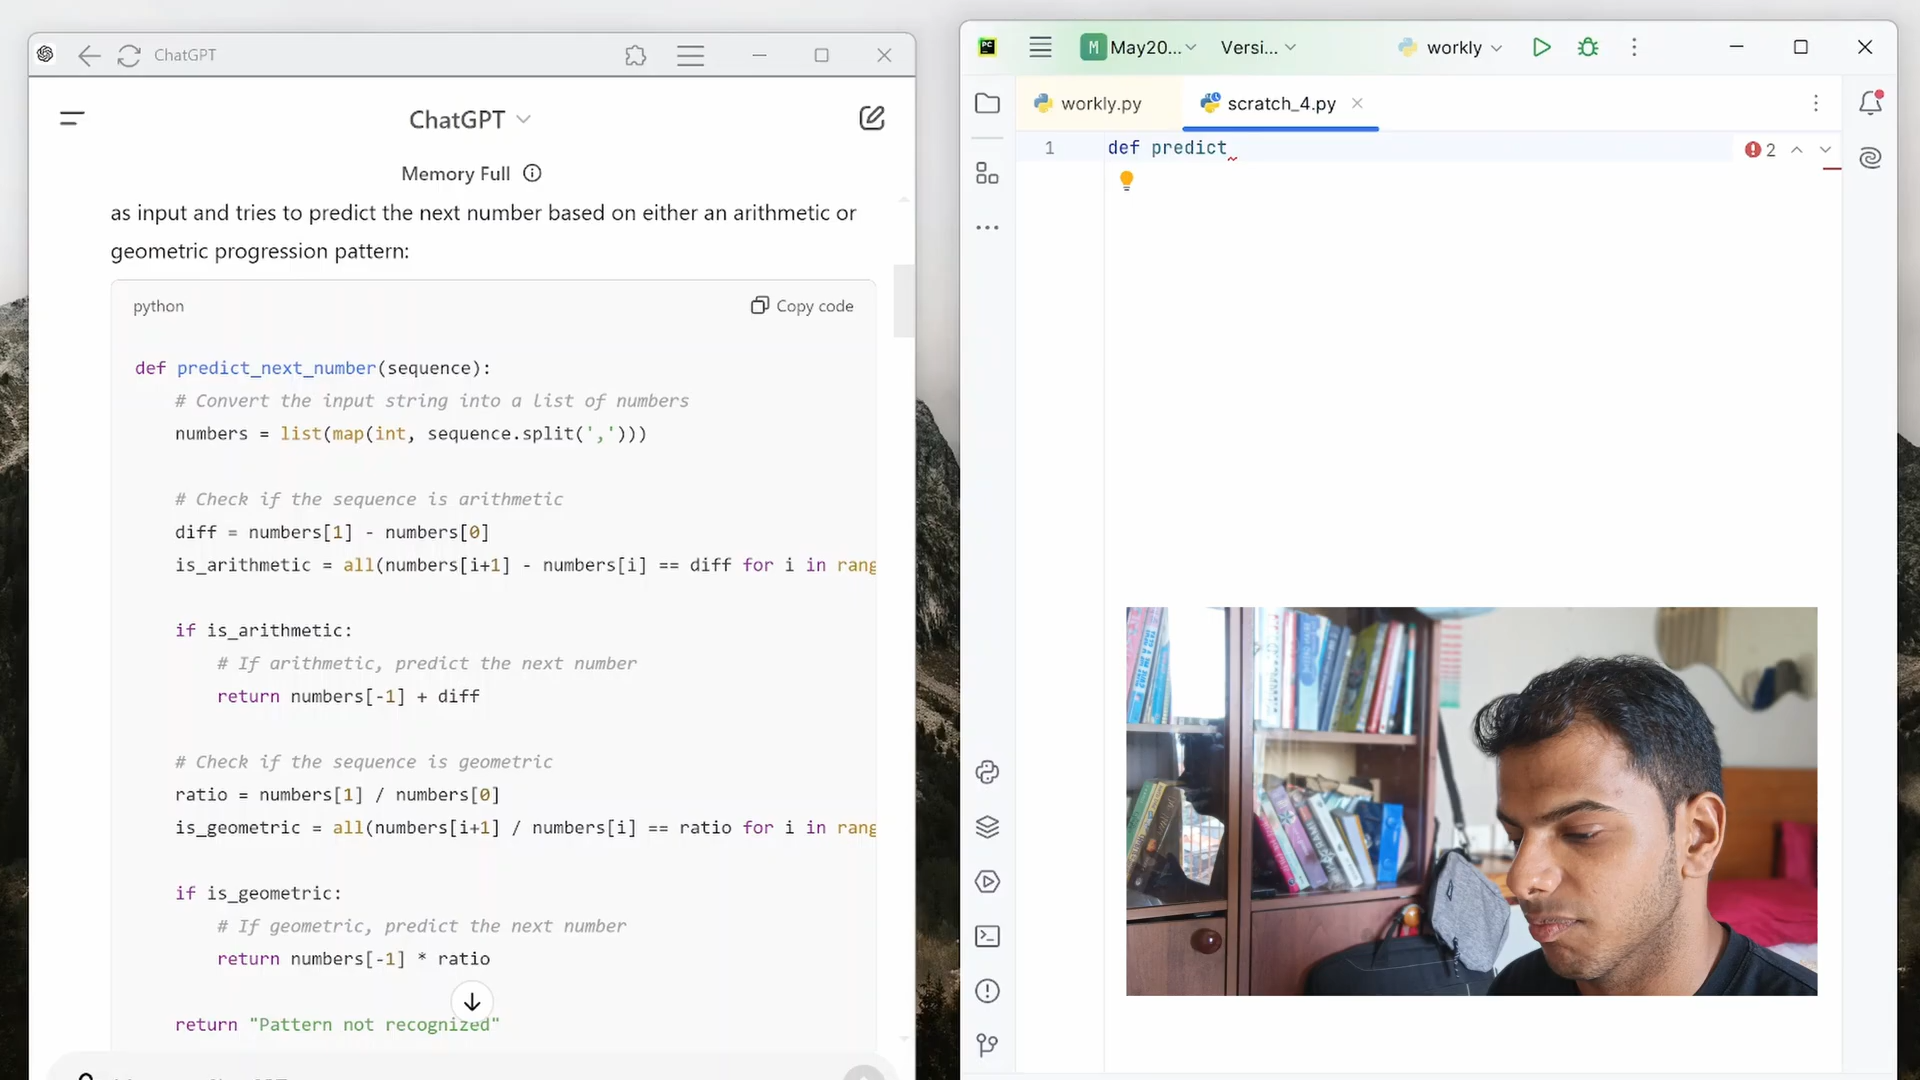 ChatGPT
ChatGPT
Memory Full
as input and tries to predict the next number based on either an arithmetic or
geometric progression pattern:
python
Copy code
def predict_next_number(sequence):
# Convert the input string into a list of numbers
numbers = list(map(int, sequence.split(',')))
# Check if the sequence is arithmetic
diff = numbers[1] - numbers[0]
is_arithmetic = all(numbers[i+1] - numbers[i] == diff for i in rang
if is_arithmetic:
# If arithmetic, predict the next number
return numbers[-1] + diff
# Check if the sequence is geometric
ratio = numbers[1] / numbers[0]
is_geometric = all(numbers[i+1] / numbers[i] == ratio for i in rang
if is_geometric:
# If geometric, predict the next number
return numbers[-1] * ratio
return "Pattern not recognized"
PC
M May20...
Versi...
workly
workly.py
scratch_4.py
1 def predict
2